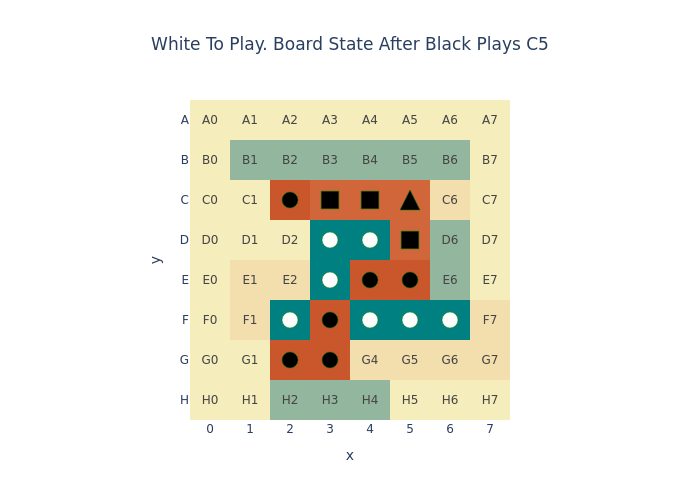 White To Play. Board State After Black Plays C5
A A0 A1 A2 A3 A4 A5 A6 A7
B B0 B1 B2 B3 B4 B5 B6 B7
C C0 C1 C6 C7
D D0 D1 D2 D6 D7
E E0 E1 E2 E6 E7
F F0 F1 F7
G G0 G1 G4 G5 G6 G7
H H0 H1 H2 H3 H4 H5 H6 H7
0 1 2 3 4 5 6 7
x
y